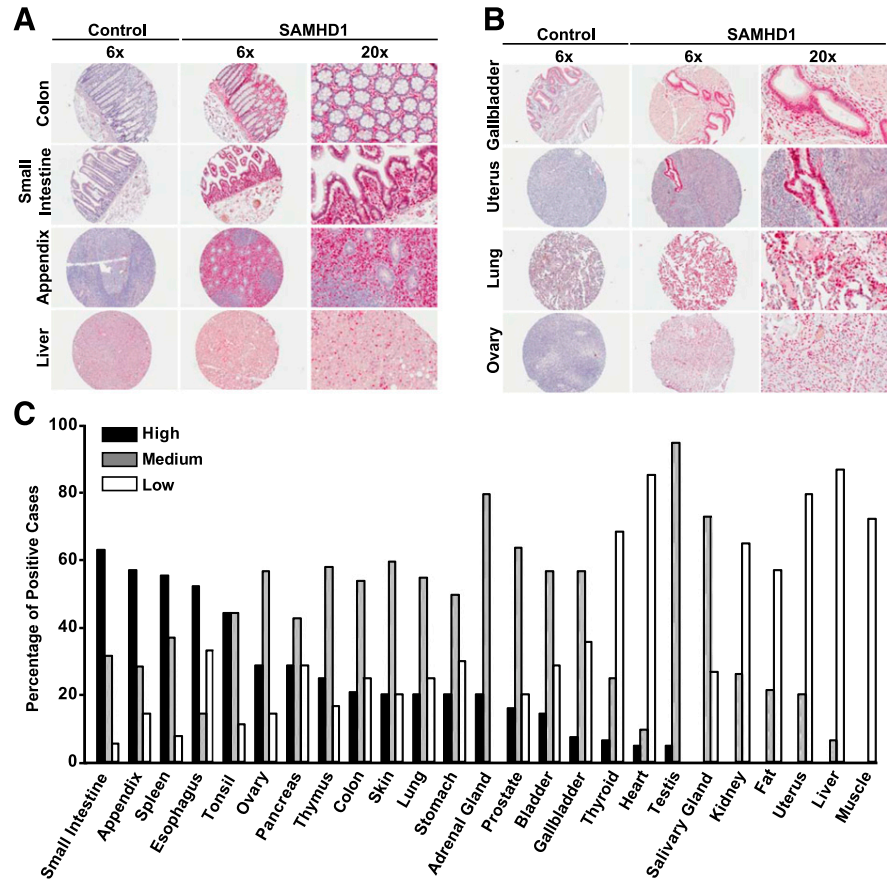 A
Control SAMHD1
6x 6x 20x
Colon
Small
Intestine
Appendix
Liver
B
Control SAMHD1
6x 6x 20x
Gallbladder
Uterus
Lung
Ovary
C
Percentage of Positive Cases
100
80
60
40
20
0
High
Medium
Low
Small Intestine
Appendix
Spleen
Esophagus
Tonsil
Ovary
Pancreas
Thymus
Colon
Skin
Lung
Stomach
Adrenal Gland
Prostate
Bladder
Gallbladder
Thyroid
Heart
Testis
Salivary Gland
Kidney
Fat
Uterus
Liver
Muscle